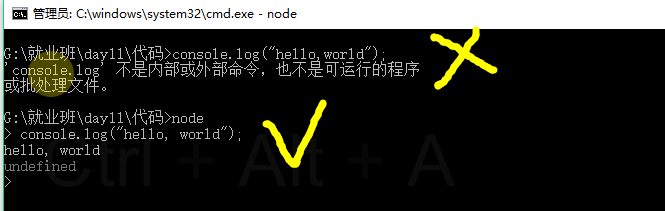 管理员: C:\windows\system32\cmd.exe - node
G:\就业班\day11\代码>console.log("hello,world");
'console.log' 不是内部或外部命令，也不是可运行的程序
或批处理文件。
G:\就业班\day11\代码>node
> console.log("hello, world");
hello, world
undefined
>
Ctrl + Alt + A